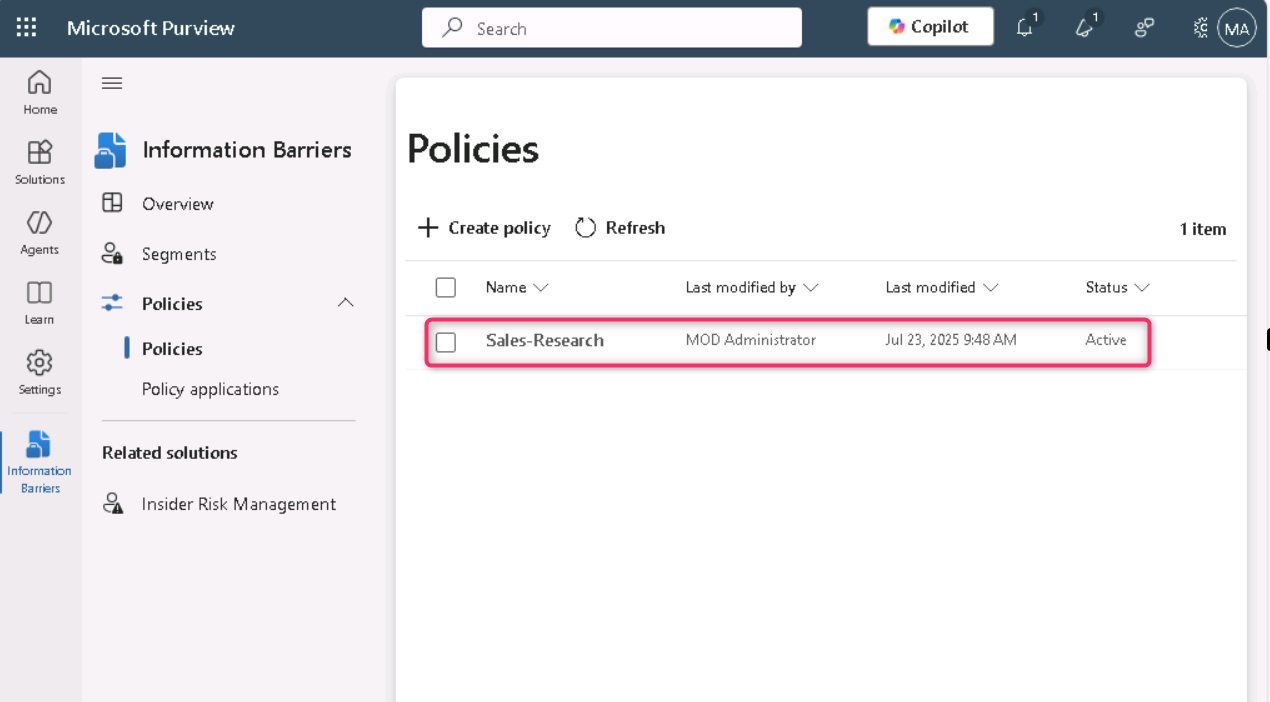 Microsoft Purview
Search
Copilot
1
1
MA
Home
Solutions
Agents
Learn
Settings
Information
Barriers
Information Barriers
Overview
Segments
Policies
Policies
Policy applications
Related solutions
Insider Risk Management
Policies
Create policy
Refresh
1 item
Name
Last modified by
Last modified
Status
Sales-Research
MOD Administrator
Jul 23, 2025 9:48 AM
Active